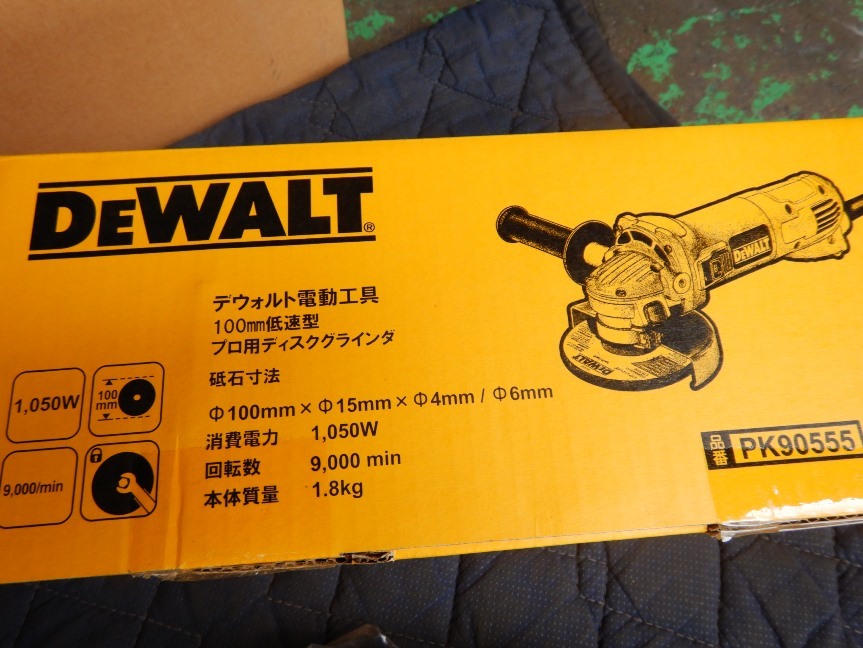 DEWALT®
デウォルト電動工具
100mm低速型
プロ用ディスクグラインダ
砥石寸法
Φ100mm×Φ15mm×Φ4mm / Φ6mm
消費電力 1,050W
回転数 9,000 min
本体質量 1.8kg
1,050W
100
mm
9,000/min
DEWALT
DEWALT
品番 PK90555